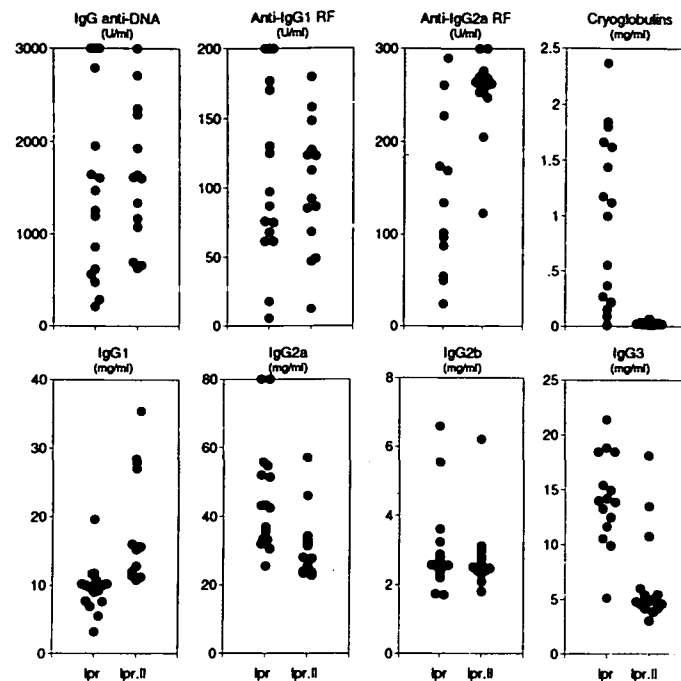 IgG anti-DNA
(U/ml)
Anti-IgG1 RF
(U/ml)
Anti-IgG2a RF
(U/ml)
Cryoglobulins
(mg/ml)
3000
2000
1000
0
200
150
100
50
0
300
200
100
0
2.5
2
1.5
1
.5
0
IgG1
(mg/ml)
IgG2a
(mg/ml)
IgG2b
(mg/ml)
IgG3
(mg/ml)
40
30
20
10
0
80
60
40
20
0
8
6
4
2
0
25
20
15
10
5
0
lpr lpr.II
lpr lpr.II
lpr lpr.II
lpr lpr.II